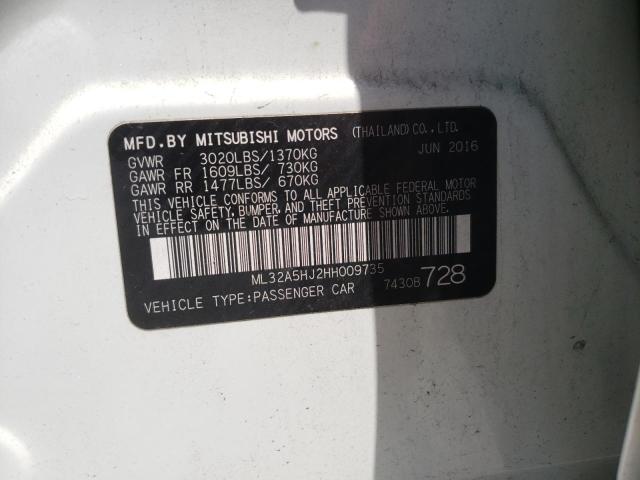 MFD.BY MITSUBISHI MOTORS (THAILAND) CO.,LTD.
GVWR 3020LBS/1370KG JUN 2016
GAWR FR 1609LBS/ 730KG
GAWR RR 1477LBS/ 670KG
THIS VEHICLE CONFORMS TO ALL APPLICABLE FEDERAL MOTOR
VEHICLE SAFETY, BUMPER, AND THEFT PREVENTION STANDARDS
IN EFFECT ON THE DATE OF MANUFACTURE SHOWN ABOVE.
ML32A5HJ2HH009735
VEHICLE TYPE:PASSENGER CAR 7430B 728